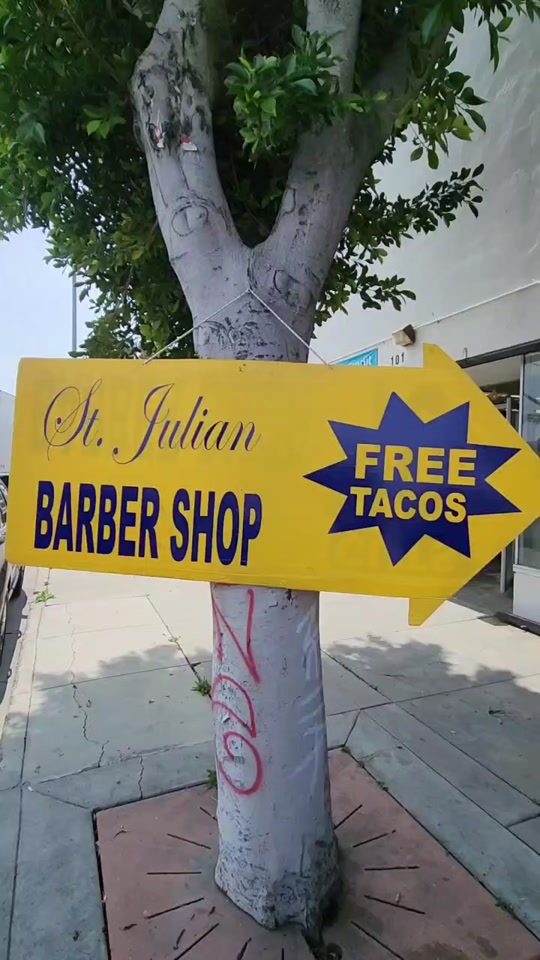 St. Julian
BARBER SHOP
FREE
TACOS
101